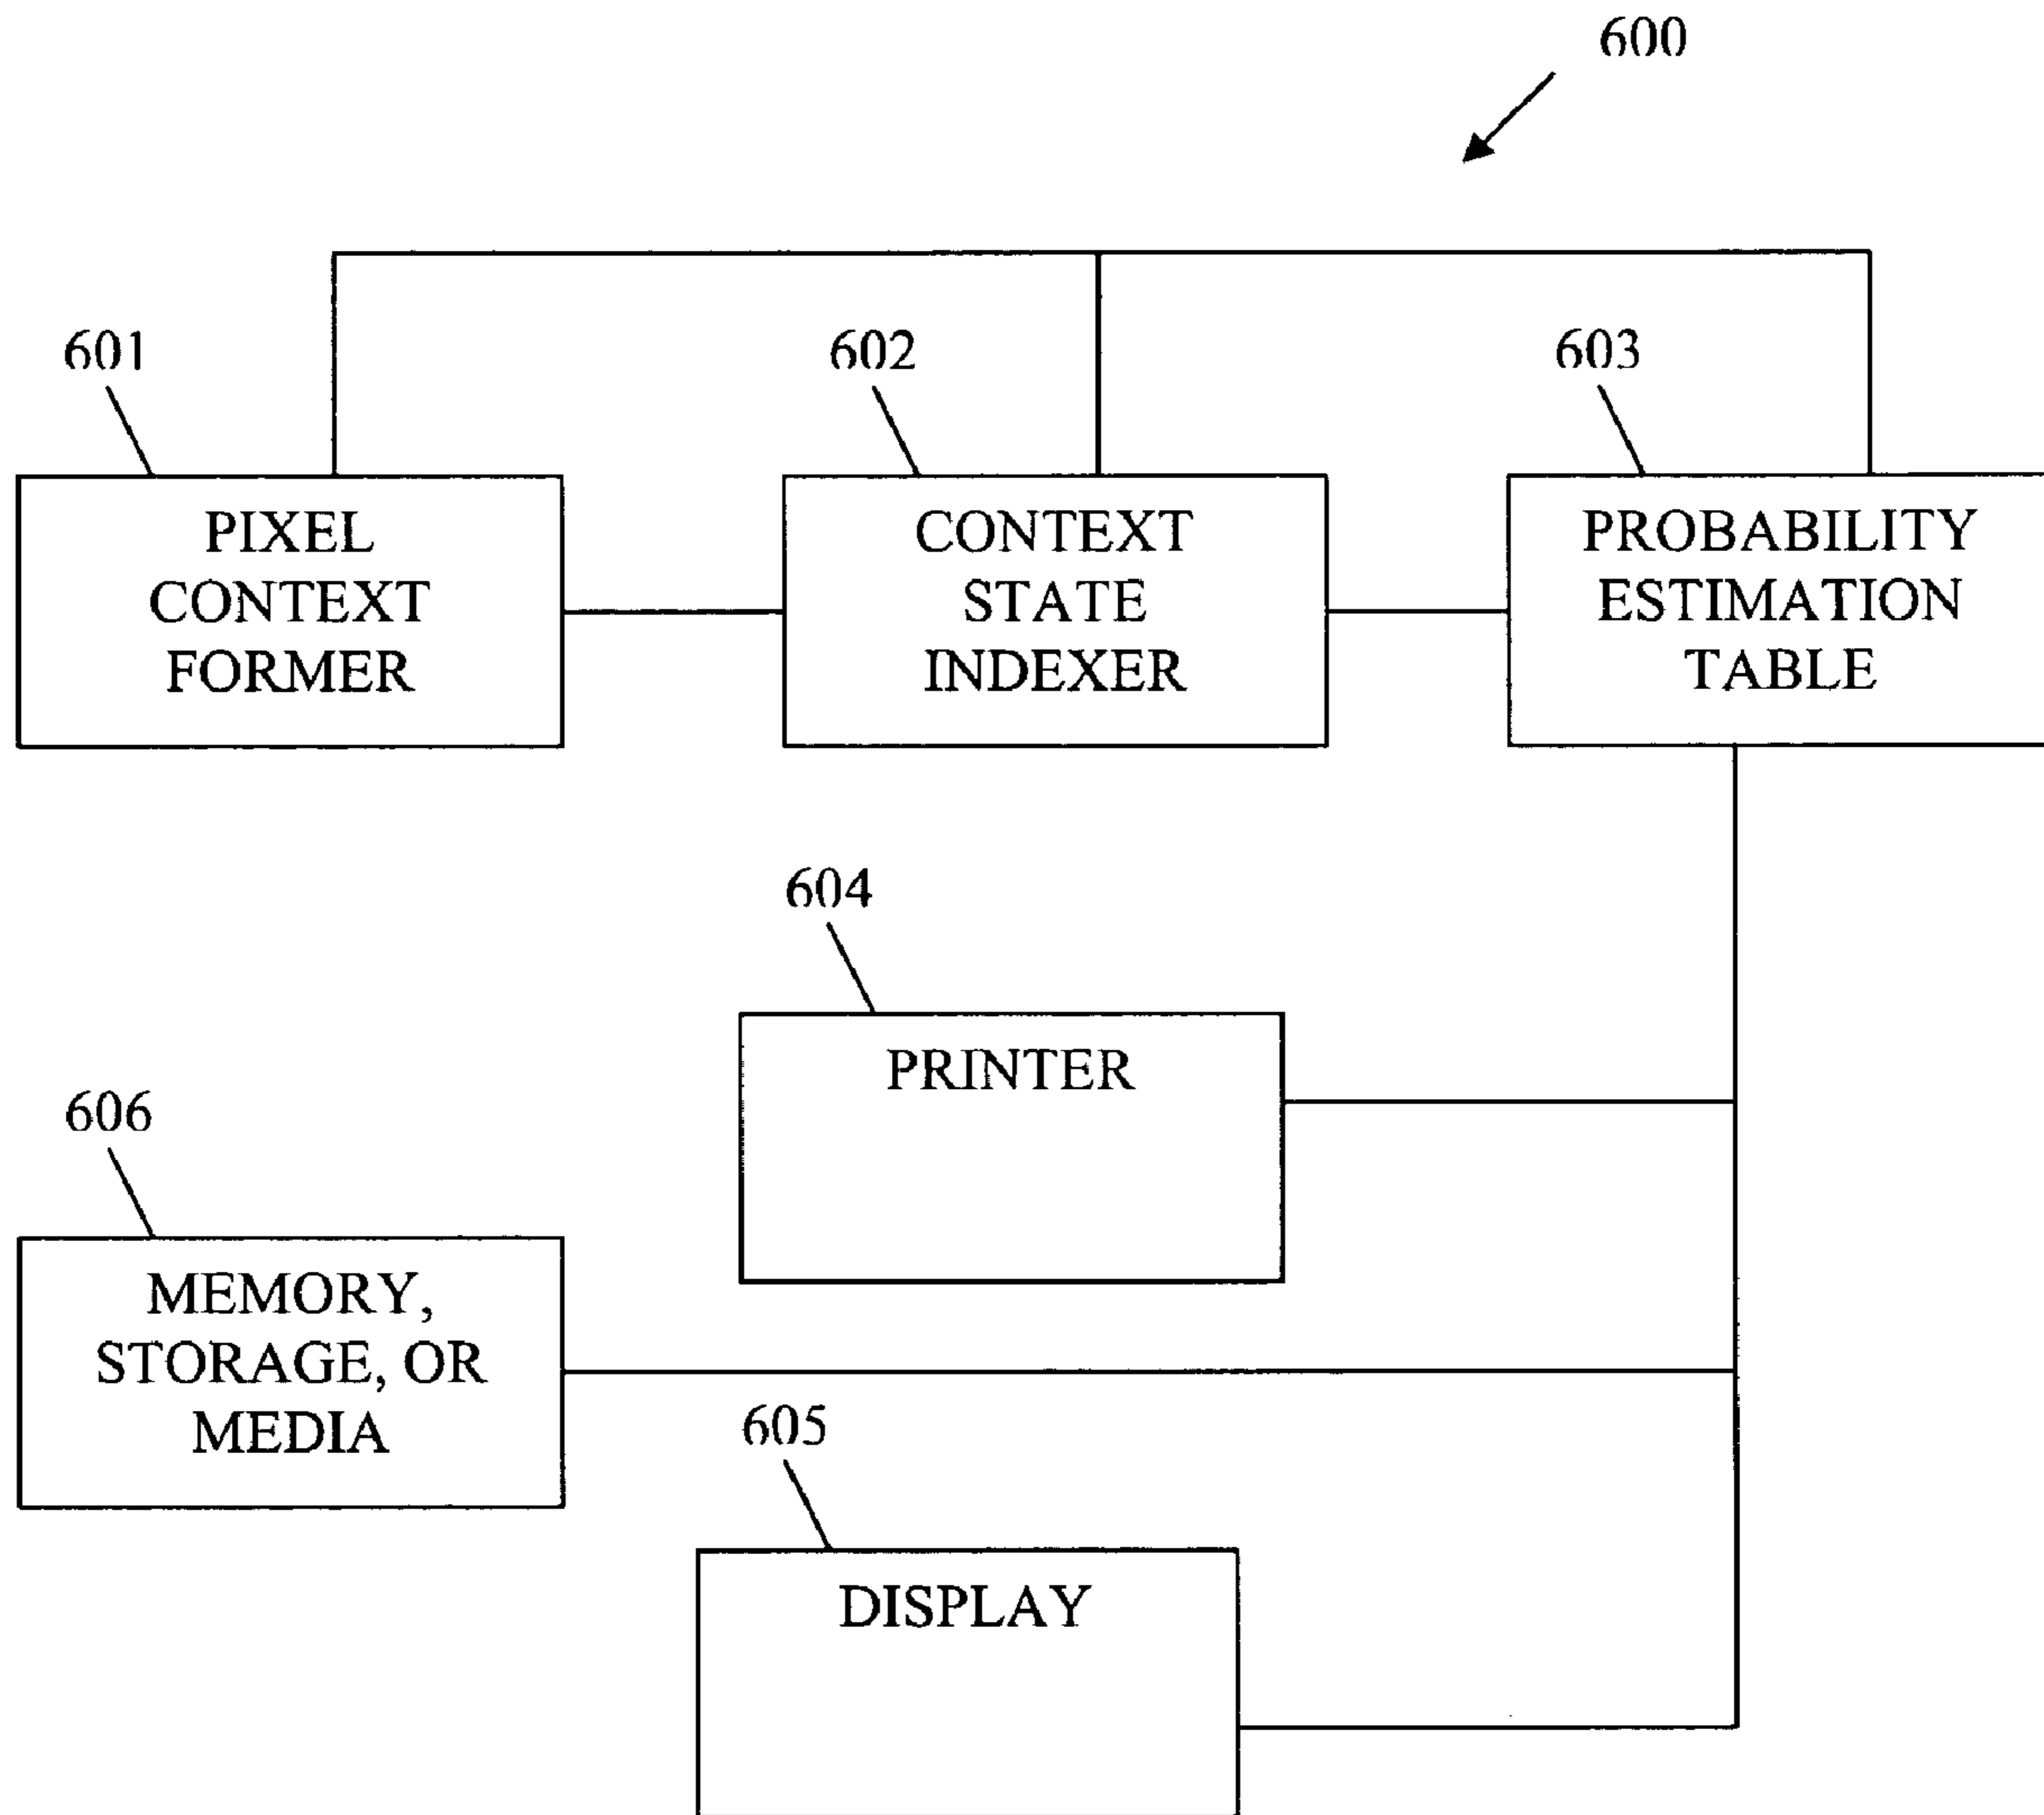 600
601
602
603
PIXEL
CONTEXT
FORMER
CONTEXT
STATE
INDEXER
PROBABILITY
ESTIMATION
TABLE
604
PRINTER
606
MEMORY,
STORAGE, OR
MEDIA
605
DISPLAY